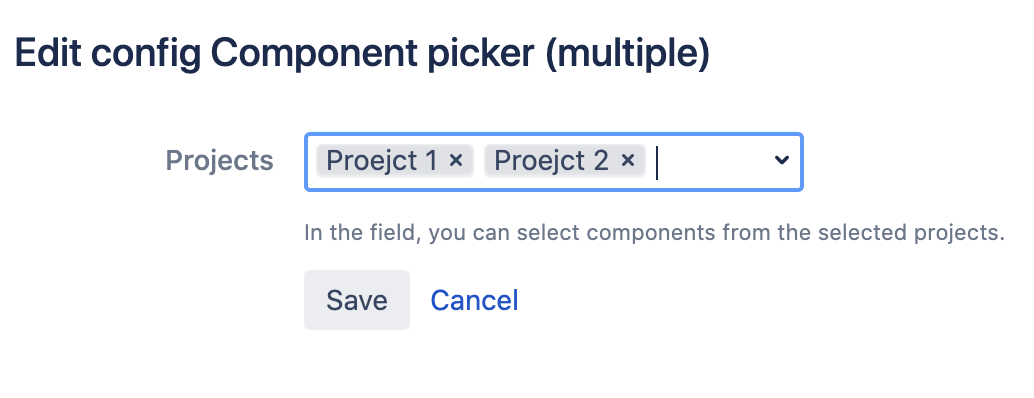 Edit config Component picker (multiple)
Projects Proejct 1 × Proejct 2 ×
In the field, you can select components from the selected projects.
Save Cancel